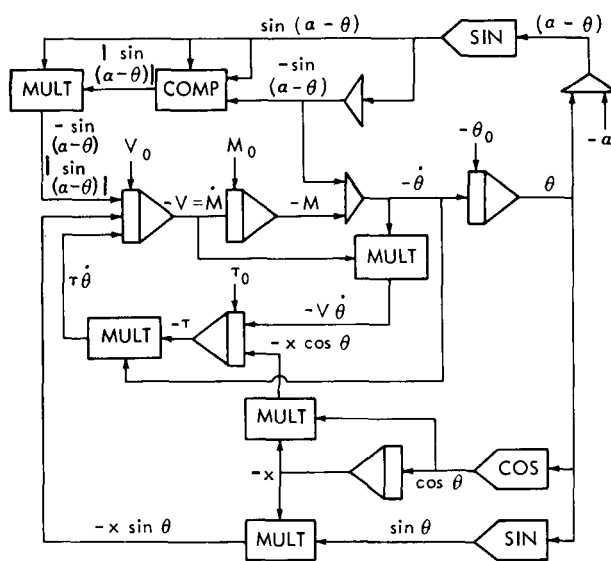 sin (α - θ)
(α - θ)
SIN
| sin
(α-θ)|
MULT
COMP
- sin
(α-θ)
-α
- sin
(α-θ)
| sin
(α-θ)|
V₀
M₀
-θ₀
-V = Ṁ
-M
-θ̇
θ
MULT
τθ̇
τ₀
-Vθ̇
MULT
-τ
-x cos θ
MULT
-x
cos θ
COS
-x sin θ
MULT
sin θ
SIN